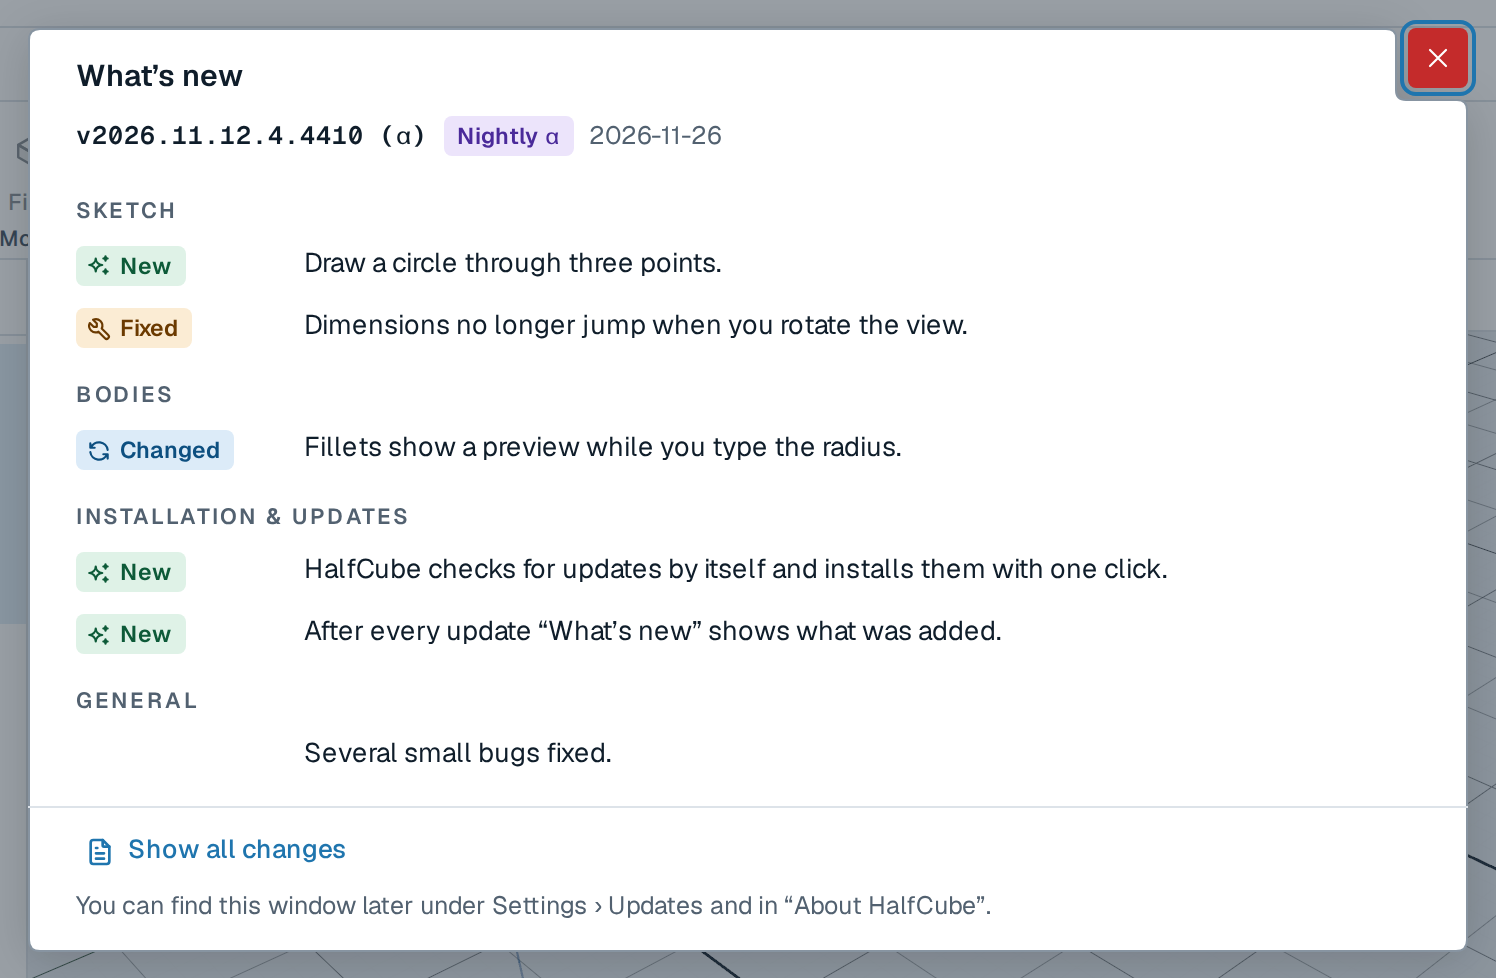 What’s new
v2026.11.12.4.4410 (α) Nightly α 2026-11-26
SKETCH
New Draw a circle through three points.
Fixed Dimensions no longer jump when you rotate the view.
BODIES
Changed Fillets show a preview while you type the radius.
INSTALLATION & UPDATES
New HalfCube checks for updates by itself and installs them with one click.
New After every update “What’s new” shows what was added.
GENERAL
Several small bugs fixed.
Show all changes
You can find this window later under Settings › Updates and in “About HalfCube”.